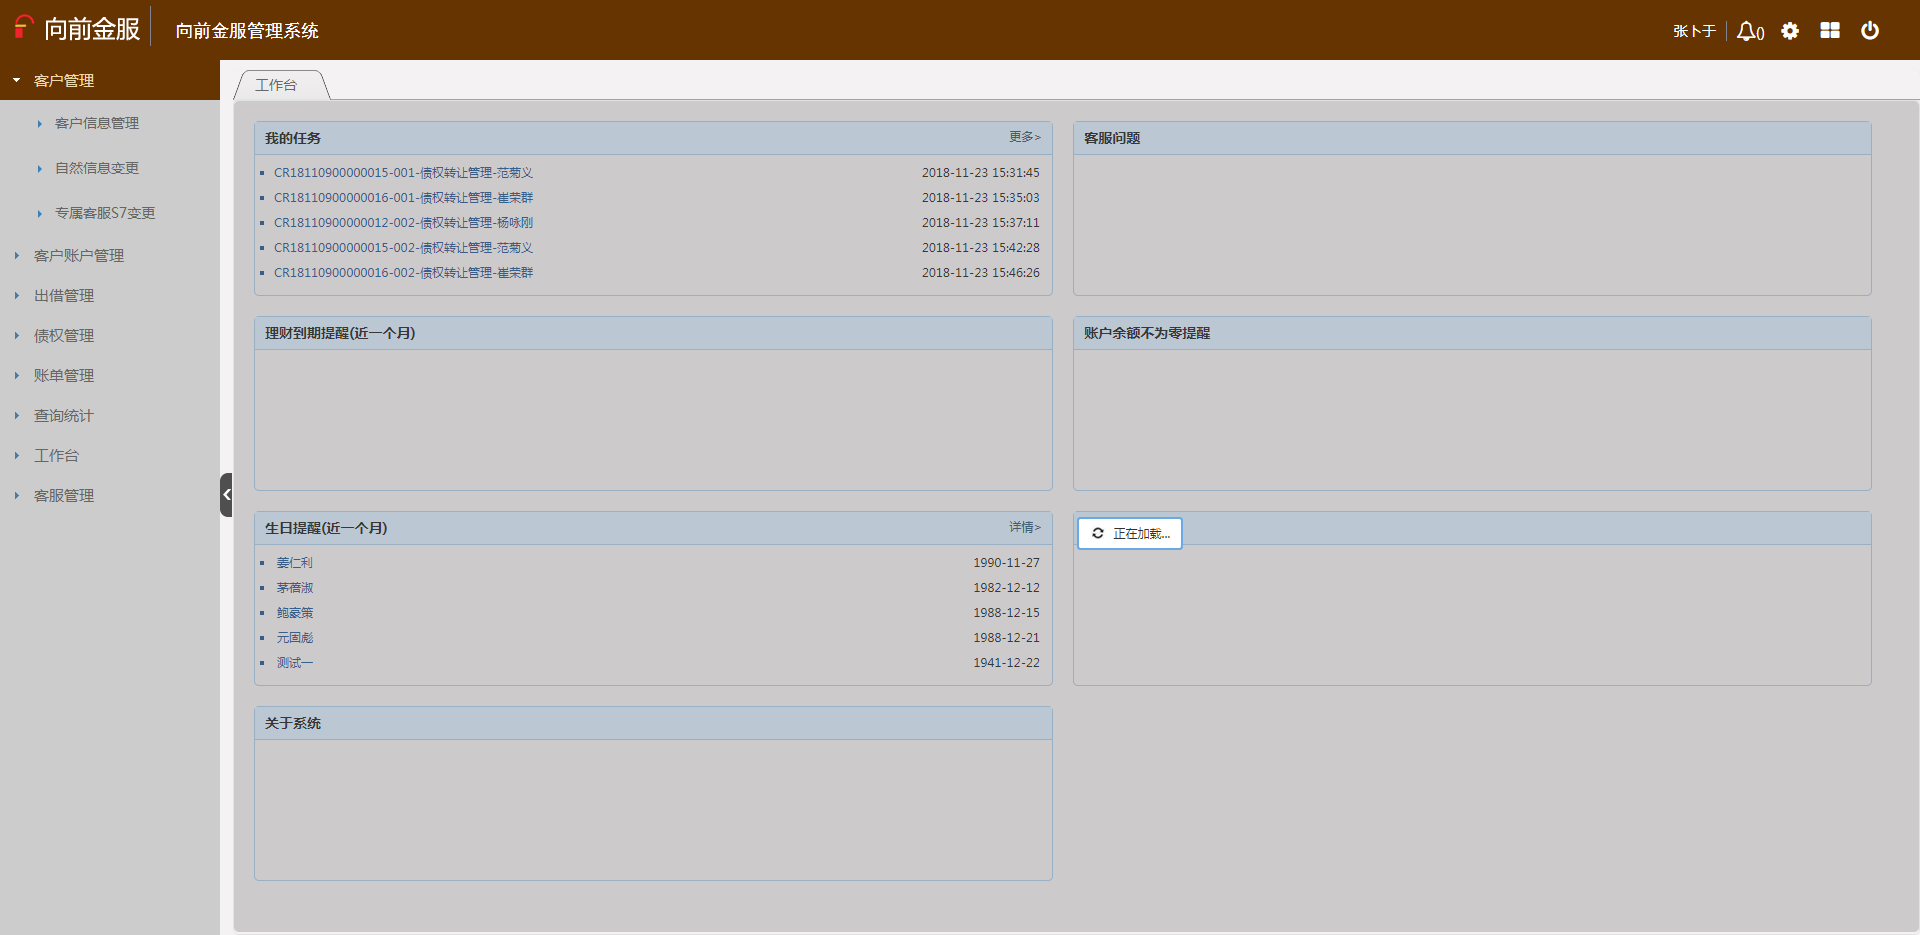 向前金服
向前金服管理系统
张卜于
0
客户管理
客户信息管理
自然信息变更
专属客服S7变更
客户账户管理
出借管理
债权管理
账单管理
查询统计
工作台
客服管理
工作台
我的任务 更多>
CR18110900000015-001-债权转让管理-范菊义 2018-11-23 15:31:45
CR18110900000016-001-债权转让管理-崔荣群 2018-11-23 15:35:03
CR18110900000012-002-债权转让管理-杨咏刚 2018-11-23 15:37:11
CR18110900000015-002-债权转让管理-范菊义 2018-11-23 15:42:28
CR18110900000016-002-债权转让管理-崔荣群 2018-11-23 15:46:26
客服问题
理财到期提醒(近一个月)
账户余额不为零提醒
生日提醒(近一个月) 详情>
姜仁利 1990-11-27
茅蓓淑 1982-12-12
鲍豪策 1988-12-15
元固彪 1988-12-21
测试一 1941-12-22
正在加载...
关于系统